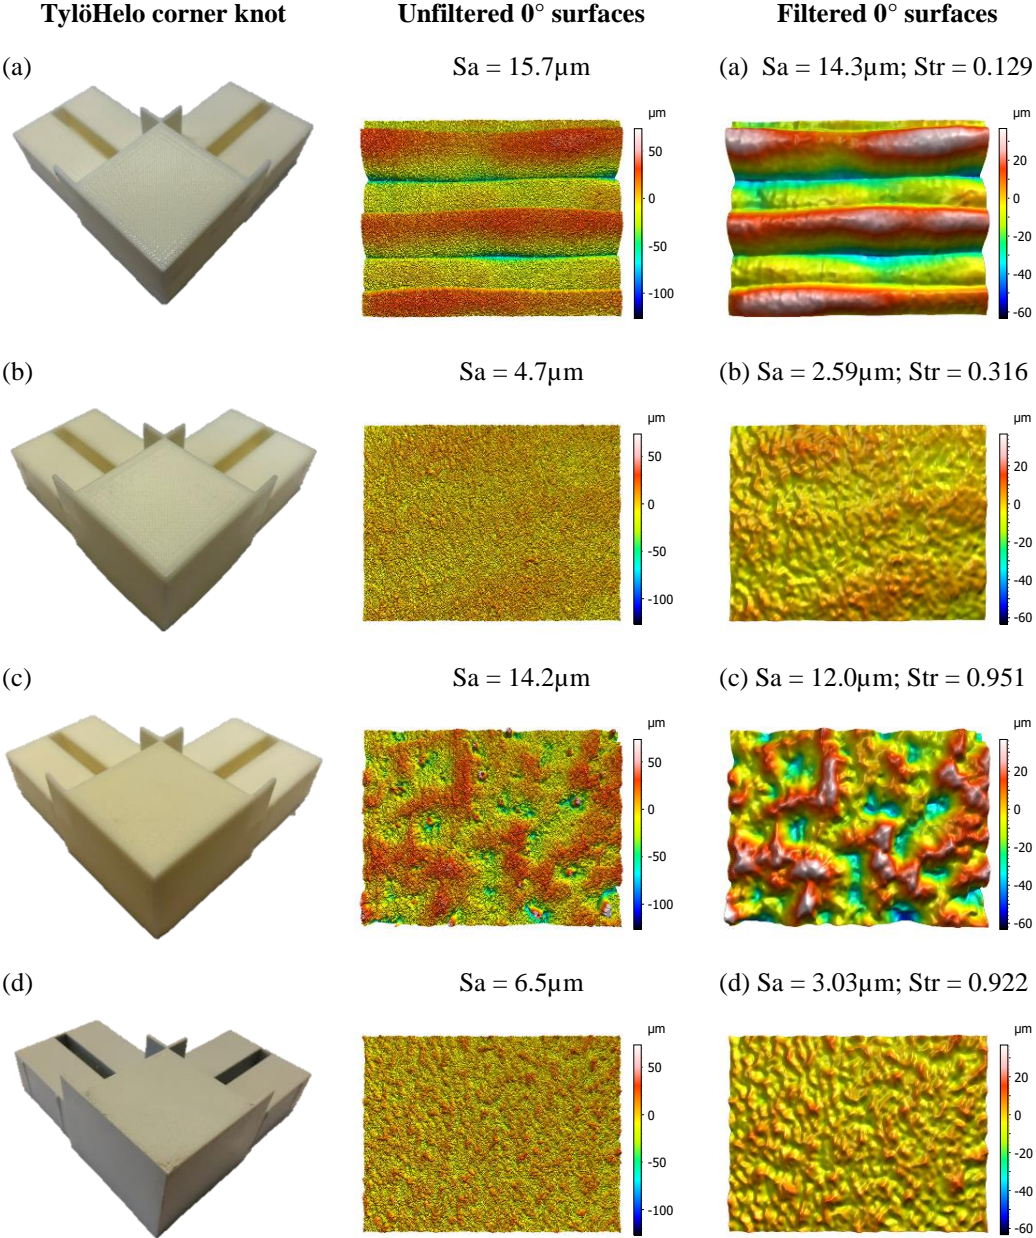 TylöHelo corner knot Unfiltered 0° surfaces Filtered 0° surfaces
(a) Sa = 15.7µm (a) Sa = 14.3µm; Str = 0.129
µm µm
50 20
0 0
-50 -20
-100 -40
-60
(b) Sa = 4.7µm (b) Sa = 2.59µm; Str = 0.316
µm µm
50 20
0 0
-50 -20
-100 -40
-60
(c) Sa = 14.2µm (c) Sa = 12.0µm; Str = 0.951
µm µm
50 20
0 0
-50 -20
-100 -40
-60
(d) Sa = 6.5µm (d) Sa = 3.03µm; Str = 0.922
µm µm
50 20
0 0
-50 -20
-100 -40
-60